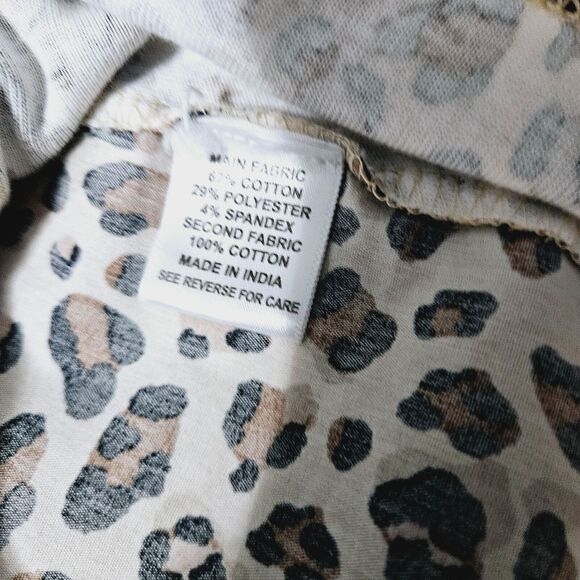 MAIN FABRIC
67% COTTON
29% POLYESTER
4% SPANDEX
SECOND FABRIC
100% COTTON
MADE IN INDIA
SEE REVERSE FOR CARE